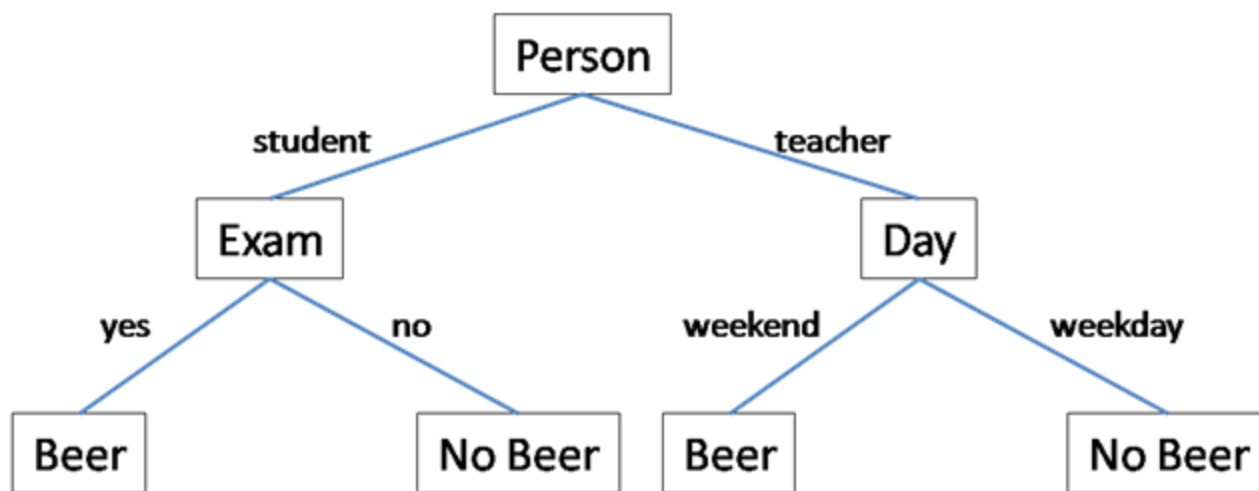 Person
student
teacher
Exam
Day
yes
no
weekend
weekday
Beer
No Beer
Beer
No Beer